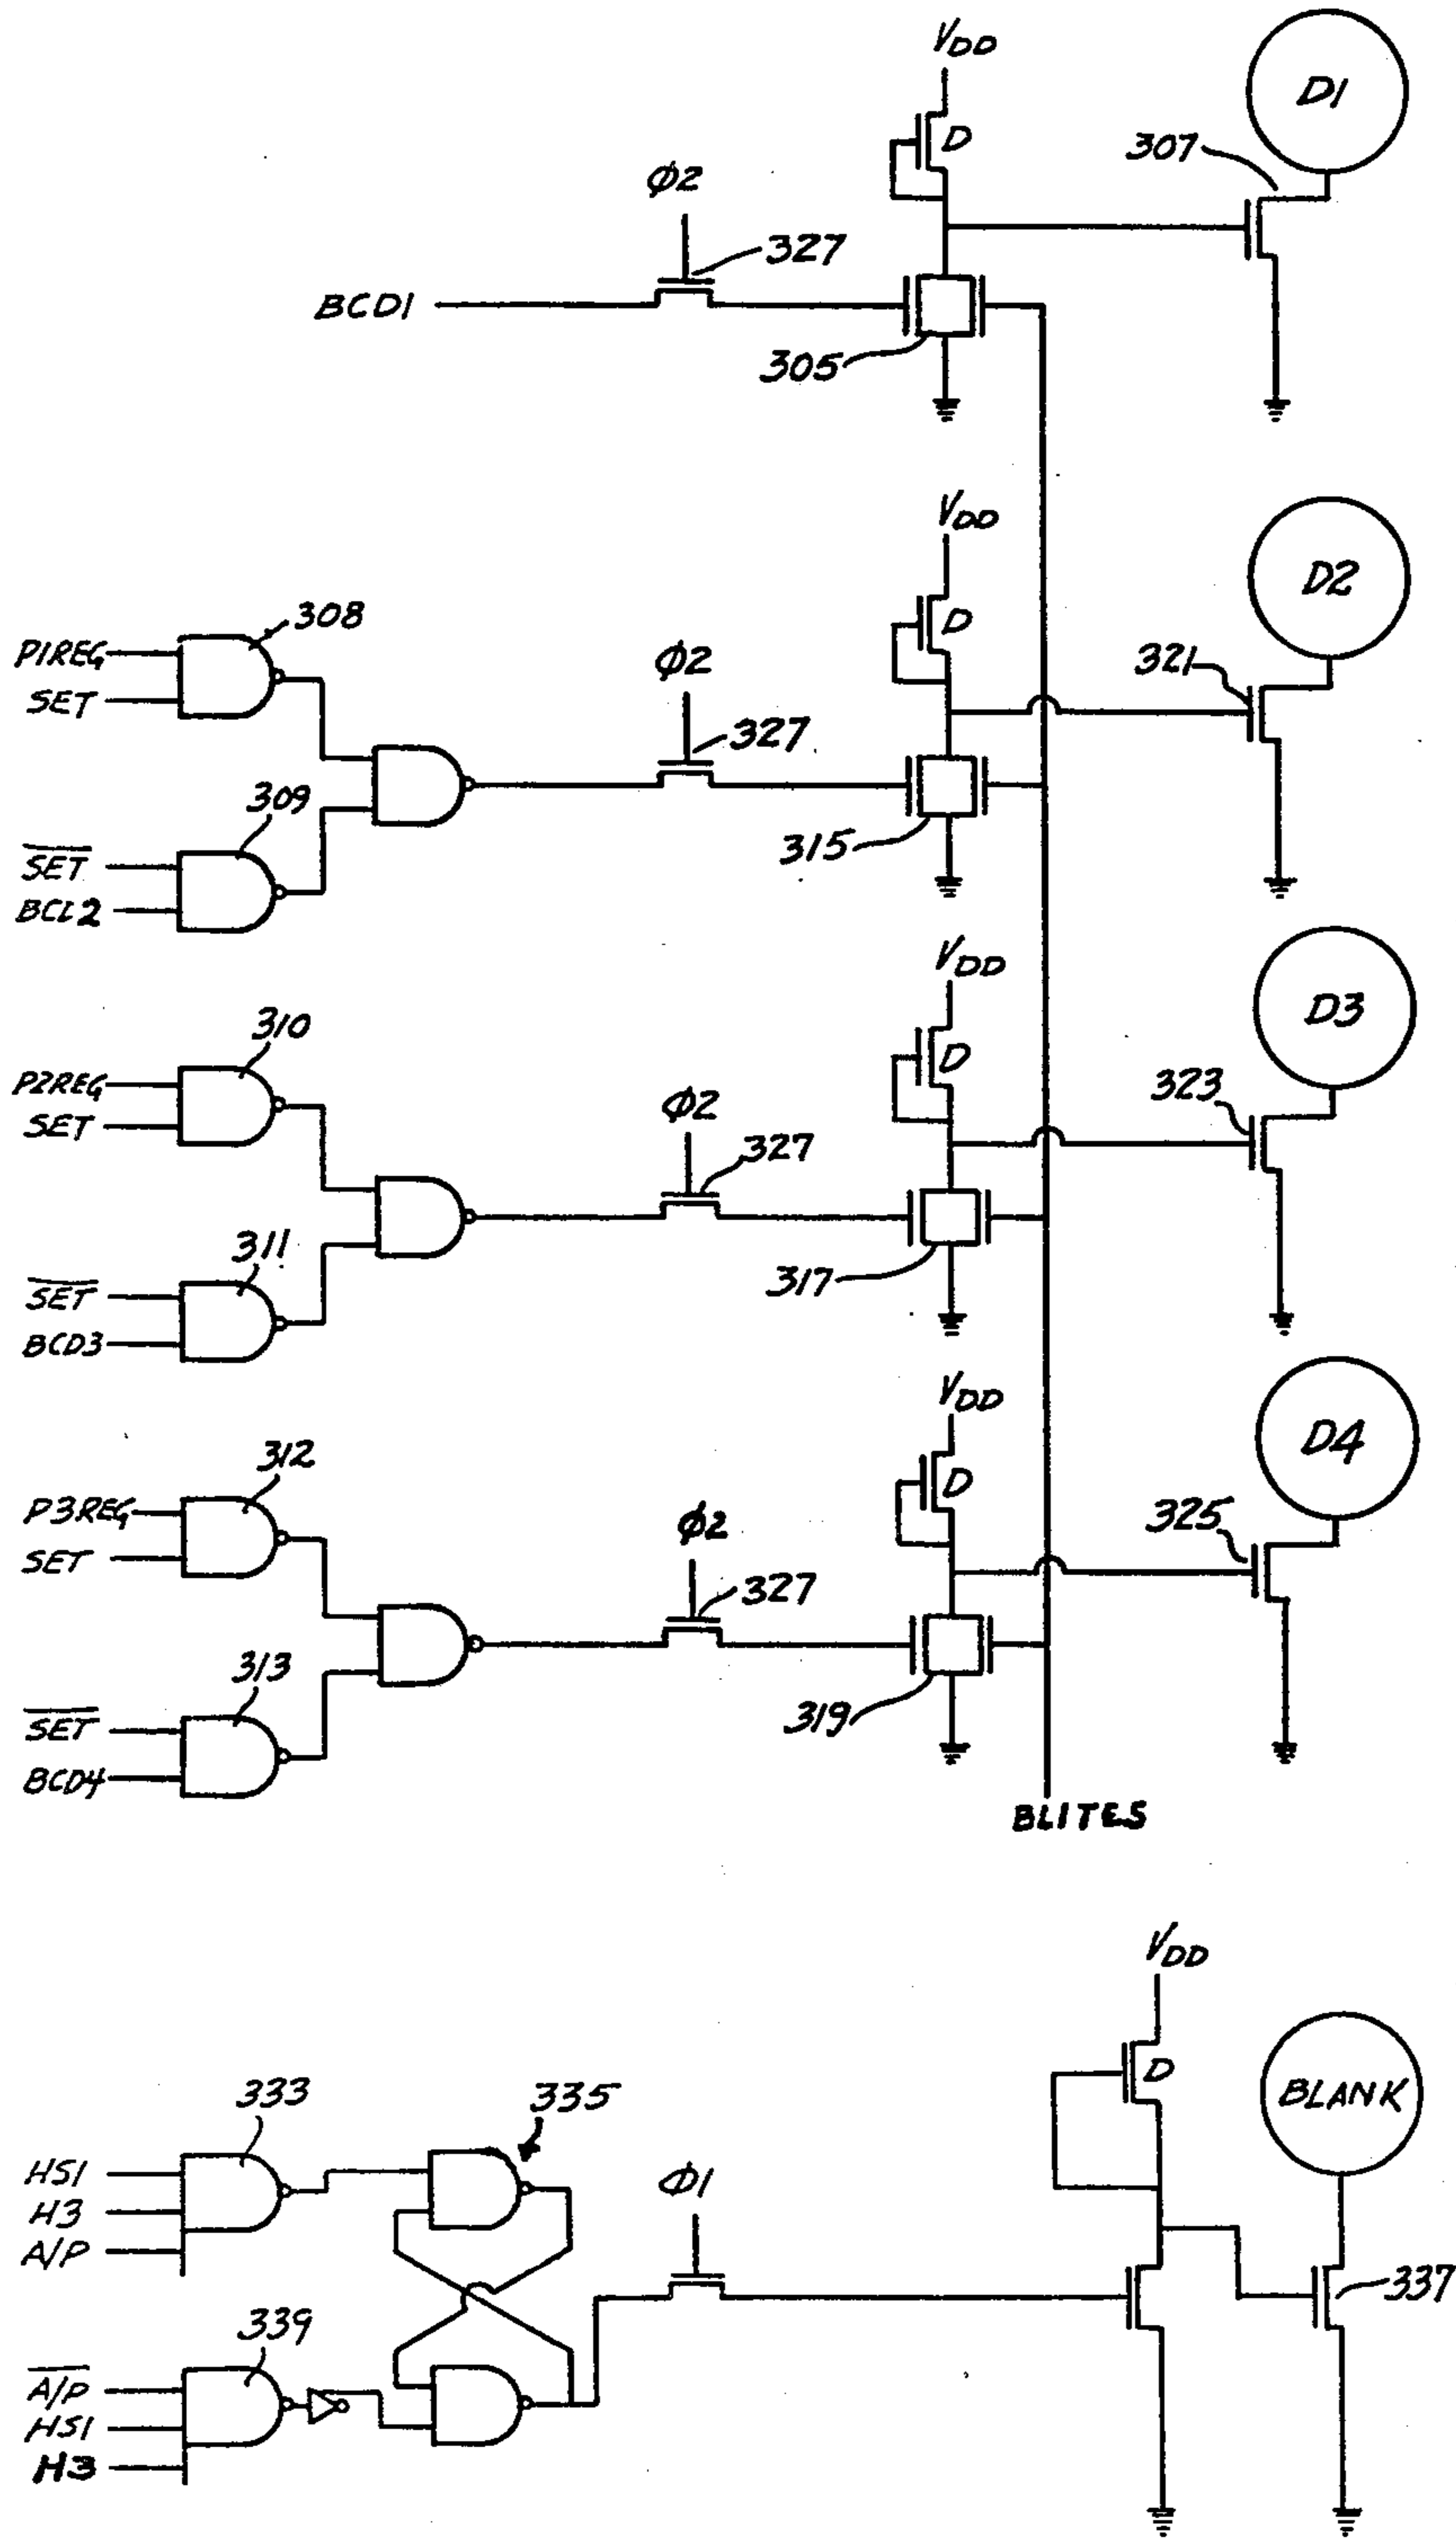 VDD
D1
D
307
Φ2
327
BCD1
305
VDD
D2
D
308
P1REG
SET
Φ2
327
321
309
SET
BCL2
315
VDD
D3
D
310
P2REG
SET
Φ2
327
323
311
SET
BCD3
317
VDD
D4
D
312
P3REG
SET
Φ2
327
325
313
SET
BCD4
319
BLITES
VDD
D
BLANK
333
335
HS1
H3
A/P
Φ1
337
339
A/P
HS1
H3